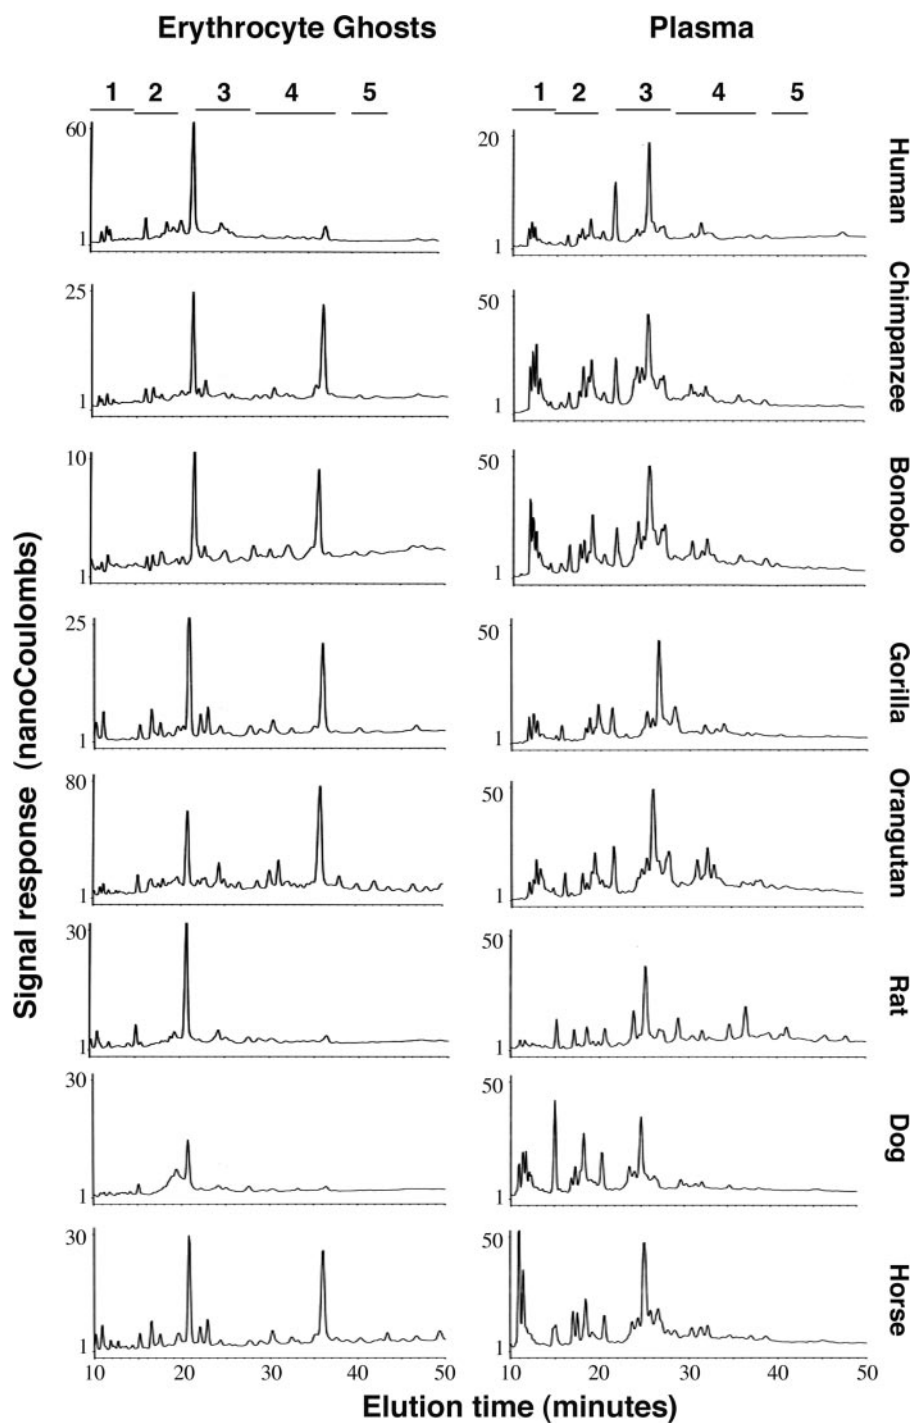 Erythrocyte Ghosts Plasma
1 2 3 4 5 1 2 3 4 5
60 1 20 1 Human
25 1 50 1 Chimpanzee
10 1 50 1 Bonobo
25 1 50 1 Gorilla
80 1 50 1 Orangutan
30 1 50 1 Rat
30 1 50 1 Dog
30 1 50 1 Horse
10 20 30 40 50 10 20 30 40 50
Elution time (minutes)
Signal response (nanoCoulombs)